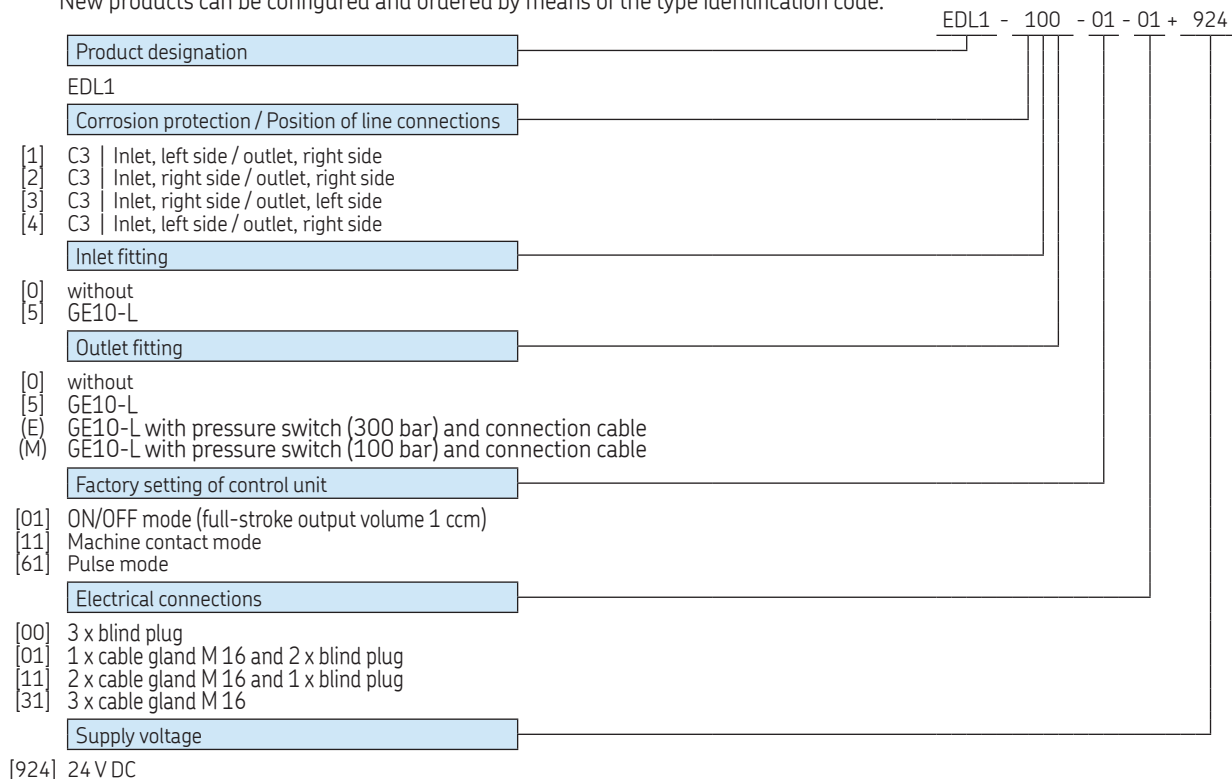 New products can be configured and ordered by means of the type identification code.
EDL1 - 100 - 01 - 01 + 924
Product designation
EDL1
Corrosion protection / Position of line connections
[1] C3 | Inlet, left side / outlet, right side
[2] C3 | Inlet, right side / outlet, right side
[3] C3 | Inlet, right side / outlet, left side
[4] C3 | Inlet, left side / outlet, right side
Inlet fitting
[0] without
[5] GE10-L
Outlet fitting
[0] without
[5] GE10-L
(E) GE10-L with pressure switch (300 bar) and connection cable
(M) GE10-L with pressure switch (100 bar) and connection cable
Factory setting of control unit
[01] ON/OFF mode (full-stroke output volume 1 ccm)
[11] Machine contact mode
[61] Pulse mode
Electrical connections
[00] 3 x blind plug
[01] 1 x cable gland M 16 and 2 x blind plug
[11] 2 x cable gland M 16 and 1 x blind plug
[31] 3 x cable gland M 16
Supply voltage
[924] 24 V DC